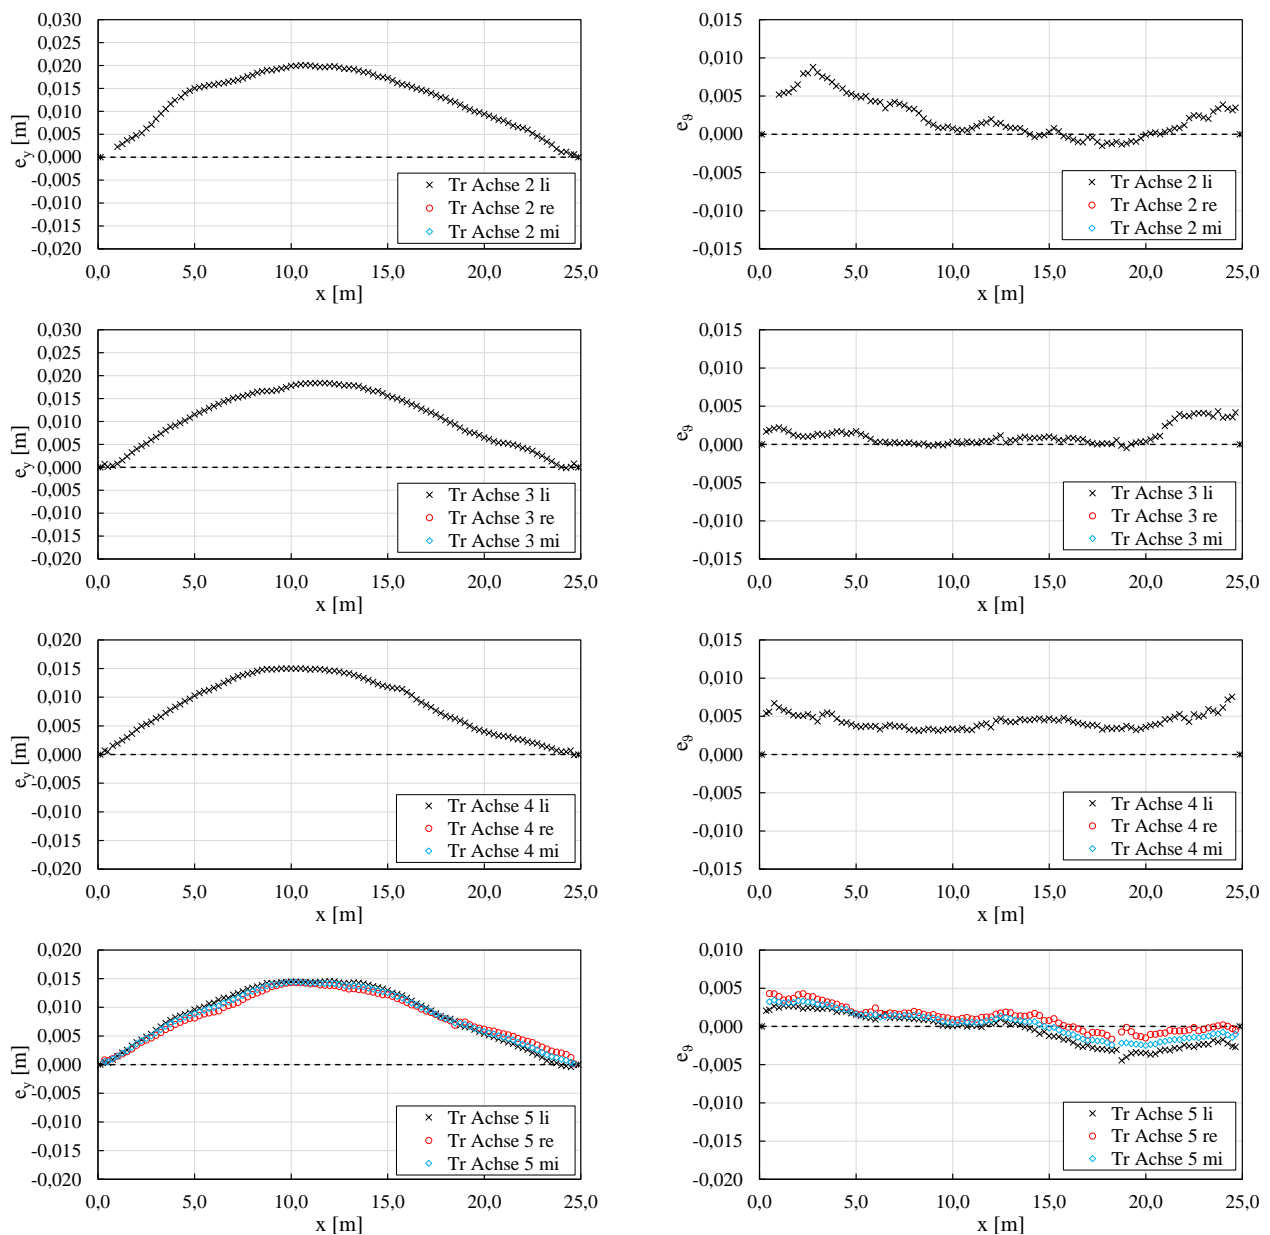 0,030
0,025
0,020
0,015
0,010
0,005
0,000
-0,005
-0,010
-0,015
-0,020
e_y [m]
Tr Achse 2 li
Tr Achse 2 re
Tr Achse 2 mi
0,0 5,0 10,0 15,0 20,0 25,0
x [m]
0,015
0,010
0,005
0,000
-0,005
-0,010
-0,015
e_ϑ
Tr Achse 2 li
Tr Achse 2 re
Tr Achse 2 mi
0,0 5,0 10,0 15,0 20,0 25,0
x [m]
0,030
0,025
0,020
0,015
0,010
0,005
0,000
-0,005
-0,010
-0,015
-0,020
e_y [m]
Tr Achse 3 li
Tr Achse 3 re
Tr Achse 3 mi
0,0 5,0 10,0 15,0 20,0 25,0
x [m]
0,015
0,010
0,005
0,000
-0,005
-0,010
-0,015
e_ϑ
Tr Achse 3 li
Tr Achse 3 re
Tr Achse 3 mi
0,0 5,0 10,0 15,0 20,0 25,0
x [m]
0,020
0,015
0,010
0,005
0,000
-0,005
-0,010
-0,015
-0,020
e_y [m]
Tr Achse 4 li
Tr Achse 4 re
Tr Achse 4 mi
0,0 5,0 10,0 15,0 20,0 25,0
x [m]
0,015
0,010
0,005
0,000
-0,005
-0,010
-0,015
e_ϑ
Tr Achse 4 li
Tr Achse 4 re
Tr Achse 4 mi
0,0 5,0 10,0 15,0 20,0 25,0
x [m]
0,020
0,015
0,010
0,005
0,000
-0,005
-0,010
-0,015
-0,020
e_y [m]
Tr Achse 5 li
Tr Achse 5 re
Tr Achse 5 mi
0,0 5,0 10,0 15,0 20,0 25,0
x [m]
0,010
0,005
0,000
-0,005
-0,010
-0,015
-0,020
e_ϑ
Tr Achse 5 li
Tr Achse 5 re
Tr Achse 5 mi
0,0 5,0 10,0 15,0 20,0 25,0
x [m]